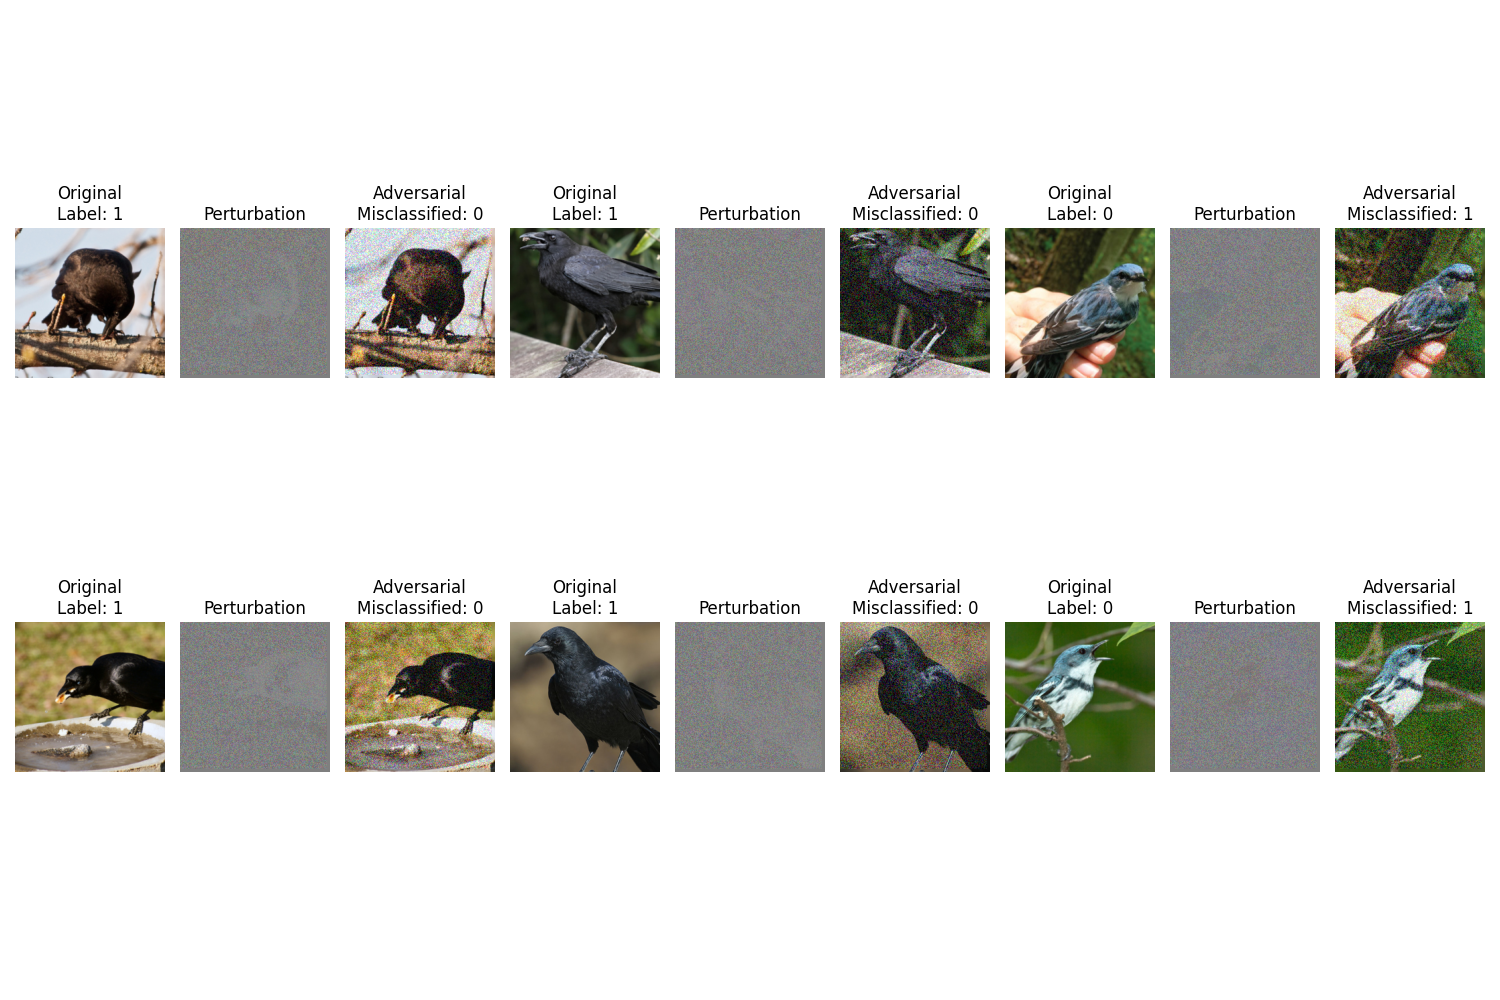 Original
Label: 1
Perturbation
Adversarial
Misclassified: 0
Original
Label: 1
Perturbation
Adversarial
Misclassified: 0
Original
Label: 0
Perturbation
Adversarial
Misclassified: 1
Original
Label: 1
Perturbation
Adversarial
Misclassified: 0
Original
Label: 1
Perturbation
Adversarial
Misclassified: 0
Original
Label: 0
Perturbation
Adversarial
Misclassified: 1